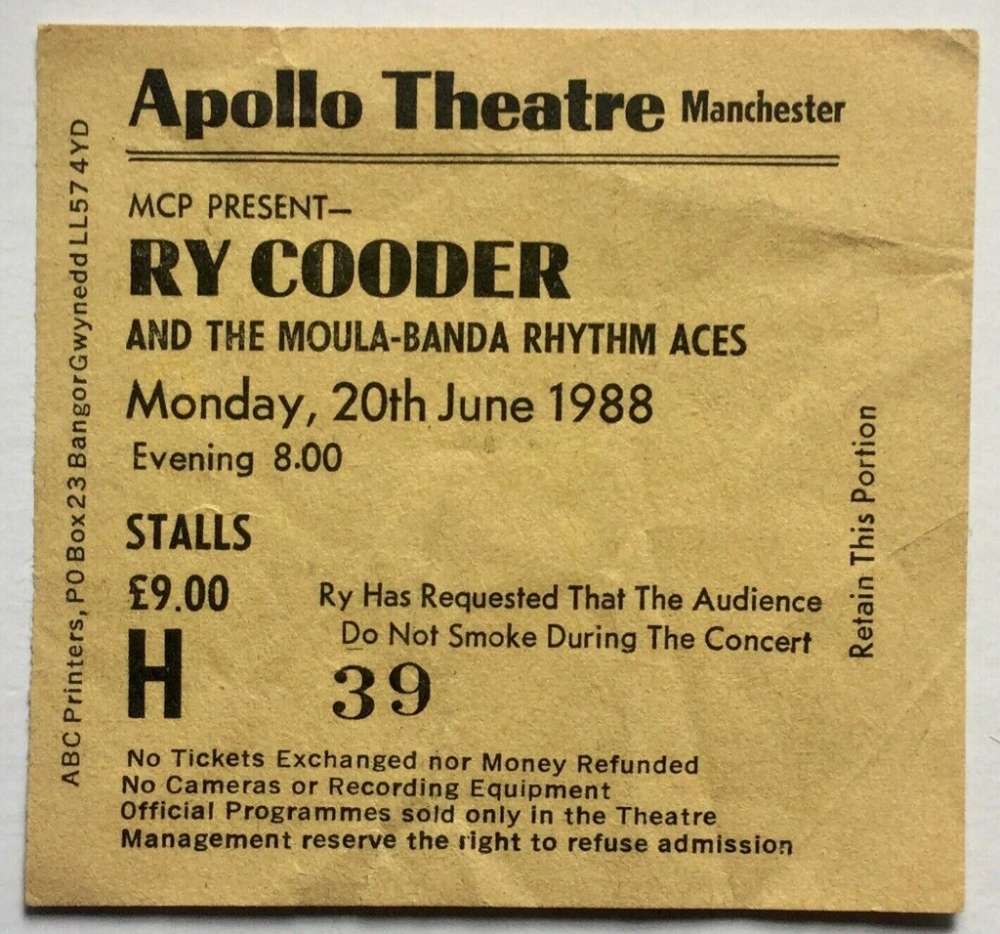 Apollo Theatre Manchester
MCP PRESENT—
RY COODER
AND THE MOULA-BANDA RHYTHM ACES
Monday, 20th June 1988
Evening 8.00
STALLS
£9.00
Ry Has Requested That The Audience
Do Not Smoke During The Concert
H 39
No Tickets Exchanged nor Money Refunded
No Cameras or Recording Equipment
Official Programmes sold only in the Theatre
Management reserve the right to refuse admission
ABC Printers, PO Box 23 Bangor Gwynedd LL57 4YD
Retain This Portion